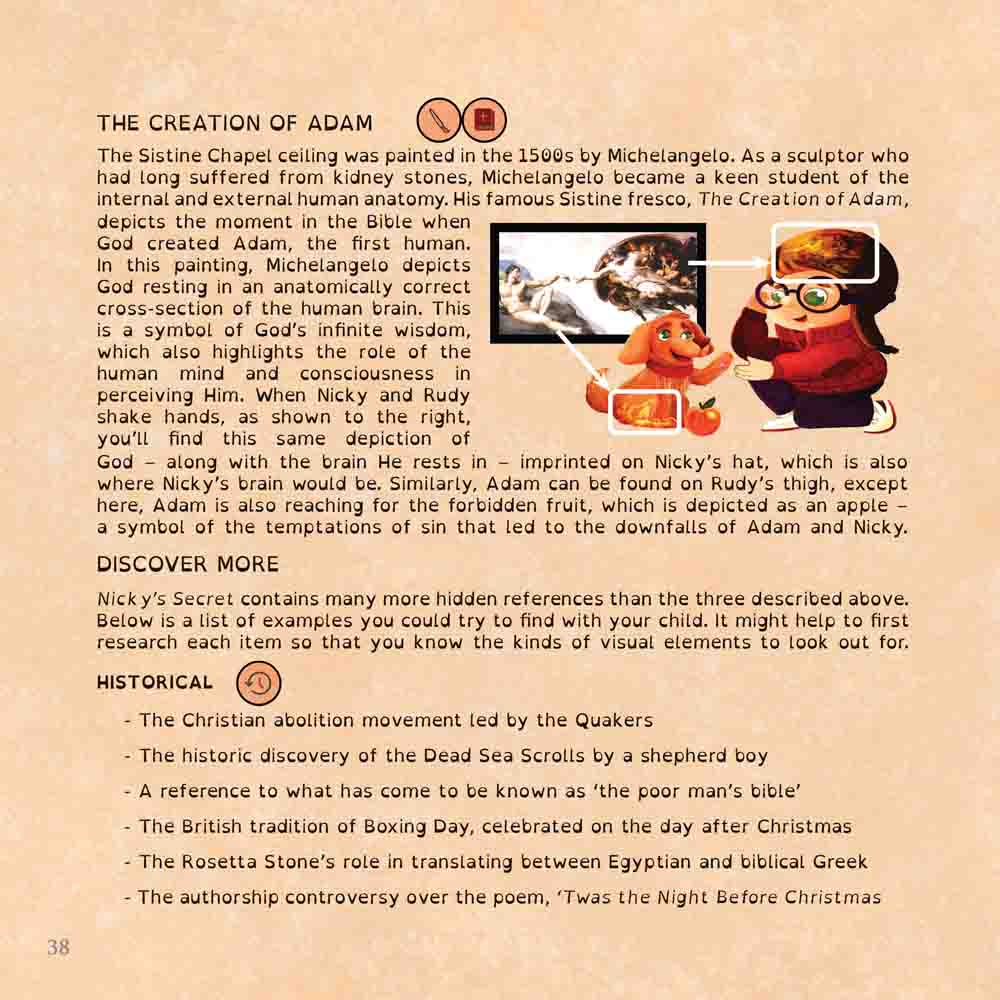 THE CREATION OF ADAM
The Sistine Chapel ceiling was painted in the 1500s by Michelangelo. As a sculptor who
had long suffered from kidney stones, Michelangelo became a keen student of the
internal and external human anatomy. His famous Sistine fresco, The Creation of Adam,
depicts the moment in the Bible when
God created Adam, the first human.
In this painting, Michelangelo depicts
God resting in an anatomically correct
cross-section of the human brain. This
is a symbol of God's infinite wisdom,
which also highlights the role of the
human mind and consciousness in
perceiving Him. When Nicky and Rudy
shake hands, as shown to the right,
you'll find this same depiction of
God – along with the brain He rests in – imprinted on Nicky's hat, which is also
where Nicky's brain would be. Similarly, Adam can be found on Rudy's thigh, except
here, Adam is also reaching for the forbidden fruit, which is depicted as an apple –
a symbol of the temptations of sin that led to the downfalls of Adam and Nicky.
DISCOVER MORE
Nicky's Secret contains many more hidden references than the three described above.
Below is a list of examples you could try to find with your child. It might help to first
research each item so that you know the kinds of visual elements to look out for.
HISTORICAL
- The Christian abolition movement led by the Quakers
- The historic discovery of the Dead Sea Scrolls by a shepherd boy
- A reference to what has come to be known as 'the poor man's bible'
- The British tradition of Boxing Day, celebrated on the day after Christmas
- The Rosetta Stone's role in translating between Egyptian and biblical Greek
- The authorship controversy over the poem, 'Twas the Night Before Christmas
38